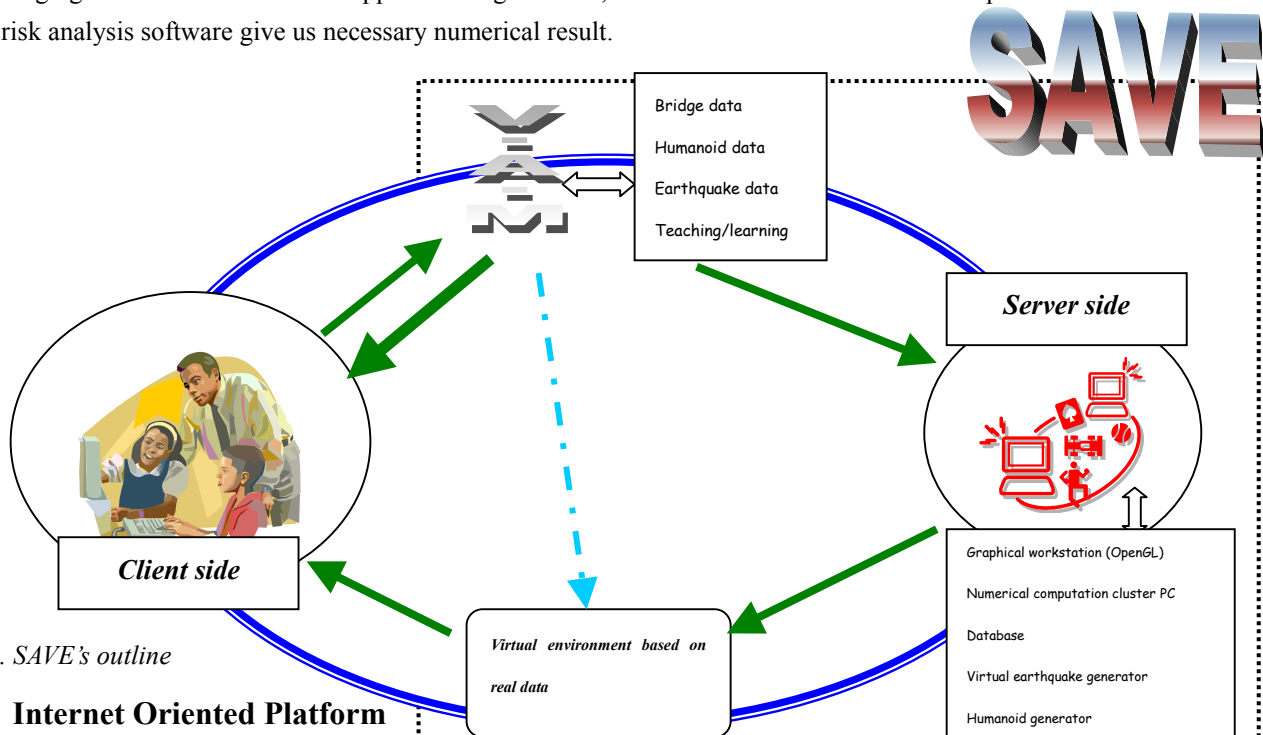 risk analysis software give us necessary numerical result.
SAVE
Bridge data
Humanoid data
Earthquake data
Teaching/learning
Server side
Client side
Graphical workstation (OpenGL)
Numerical computation cluster PC
Database
Virtual earthquake generator
Humanoid generator
Virtual environment based on
real data
. SAVE's outline
Internet Oriented Platform